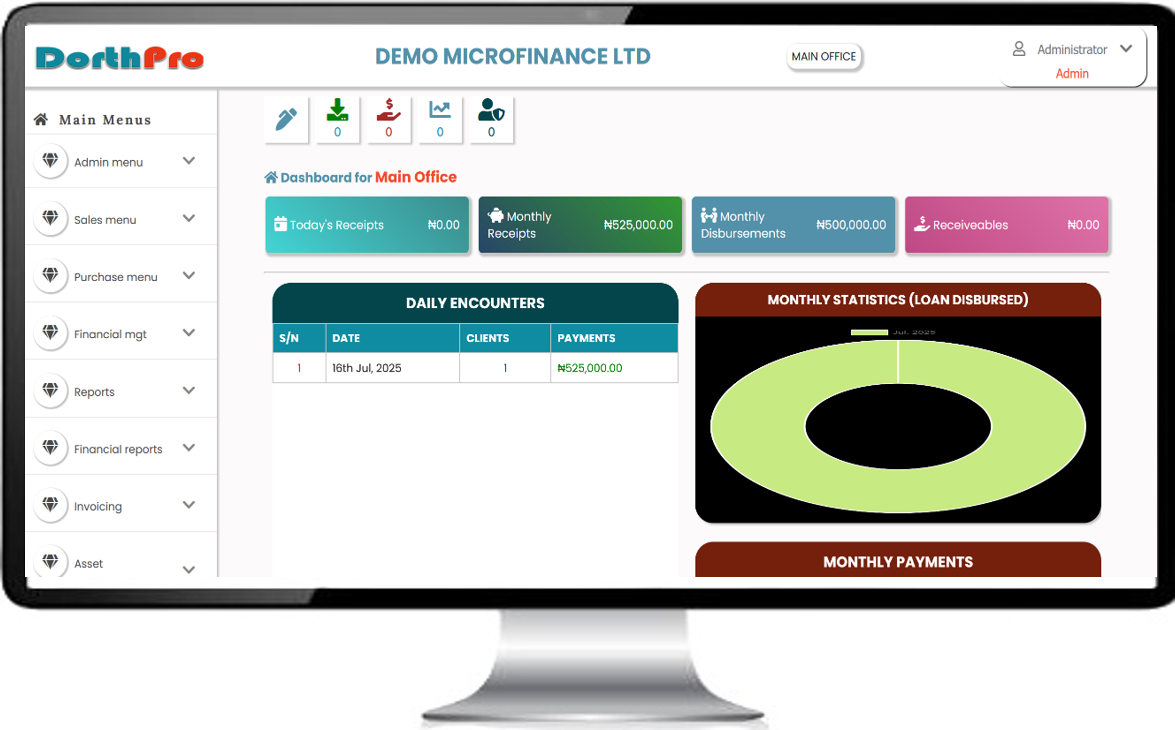 DorthPro
DEMO MICROFINANCE LTD
MAIN OFFICE
Administrator
Admin
Main Menus
Admin menu
Sales menu
Purchase menu
Financial mgt
Reports
Financial reports
Invoicing
Asset
0
0
0
0
Dashboard for Main Office
Today's Receipts ₦0.00
Monthly
Receipts
₦525,000.00
Monthly
Disbursements
₦500,000.00
Receiveables ₦0.00
DAILY ENCOUNTERS
S/N DATE CLIENTS PAYMENTS
1 16th Jul, 2025 1 ₦525,000.00
MONTHLY STATISTICS (LOAN DISBURSED)
Jul, 2025
MONTHLY PAYMENTS